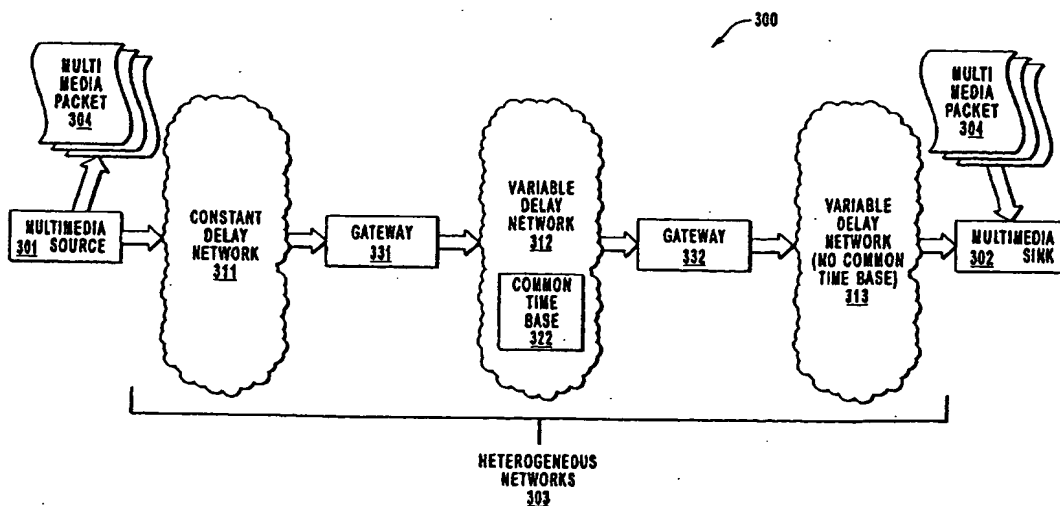 300
MULTI
MEDIA
PACKET
304
MULTIMEDIA
301 SOURCE
CONSTANT
DELAY
NETWORK
311
GATEWAY
331
VARIABLE
DELAY
NETWORK
312
COMMON
TIME
BASE
322
GATEWAY
332
VARIABLE
DELAY
NETWORK
(NO COMMON
TIME BASE)
313
MULTI
MEDIA
PACKET
304
MULTIMEDIA
302 SINK
HETEROGENEOUS
NETWORKS
303